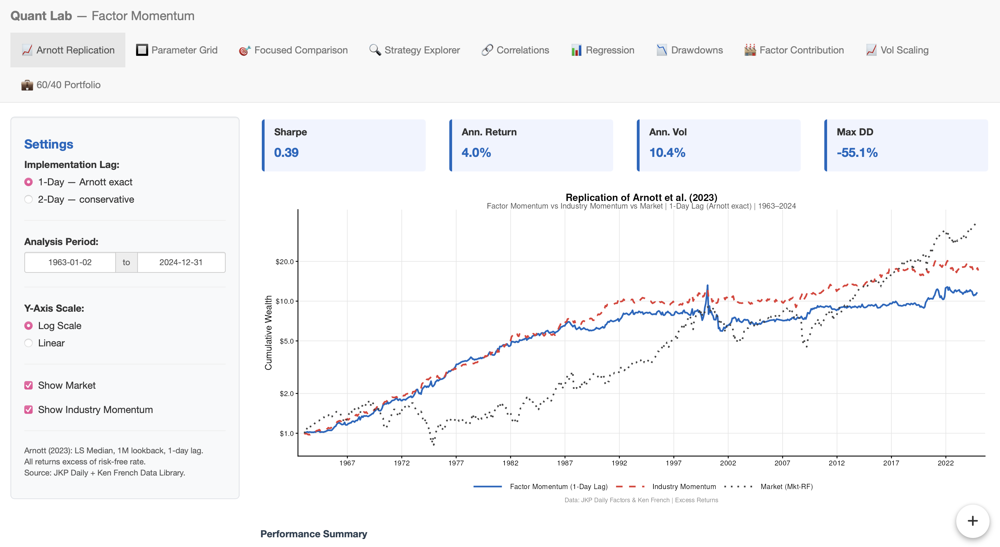 Quant Lab — Factor Momentum
Arnott Replication
Parameter Grid
Focused Comparison
Strategy Explorer
Correlations
Regression
Drawdowns
Factor Contribution
Vol Scaling
60/40 Portfolio
Settings
Implementation Lag:
1-Day — Arnott exact
2-Day — conservative
Analysis Period:
1963-01-02 to 2024-12-31
Y-Axis Scale:
Log Scale
Linear
Show Market
Show Industry Momentum
Arnott (2023): LS Median, 1M lookback, 1-day lag.
All returns excess of risk-free rate.
Source: JKP Daily + Ken French Data Library.
Sharpe
0.39
Ann. Return
4.0%
Ann. Vol
10.4%
Max DD
-55.1%
Replication of Arnott et al. (2023)
Factor Momentum vs Industry Momentum vs Market | 1-Day Lag (Arnott exact) | 1963–2024
Cumulative Wealth
$20.0
$10.0
$5.0
$2.0
$1.0
1967 1972 1977 1982 1987 1992 1997 2002 2007 2012 2017 2022
Factor Momentum (1-Day Lag) Industry Momentum Market (Mkt-RF)
Data: JKP Daily Factors & Ken French | Excess Returns
+
Performance Summary